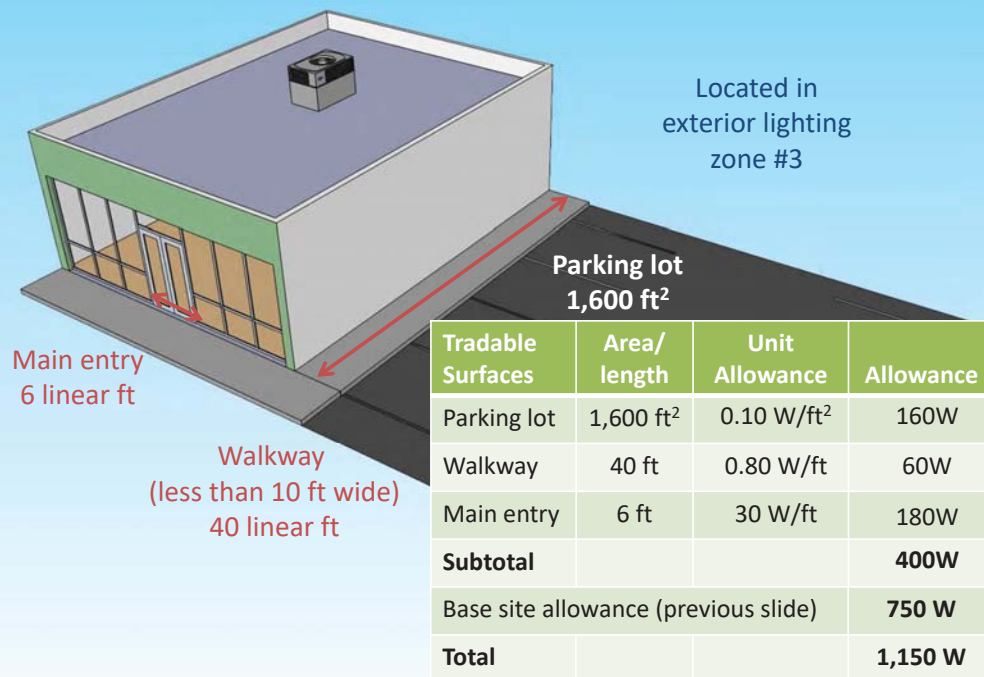 Located in
exterior lighting
zone #3
Parking lot
1,600 ft²
Main entry
6 linear ft
Walkway
(less than 10 ft wide)
40 linear ft
Tradable Surfaces Area/ length Unit Allowance Allowance
Parking lot 1,600 ft² 0.10 W/ft² 160W
Walkway 40 ft 0.80 W/ft 60W
Main entry 6 ft 30 W/ft 180W
Subtotal 400W
Base site allowance (previous slide) 750 W
Total 1,150 W